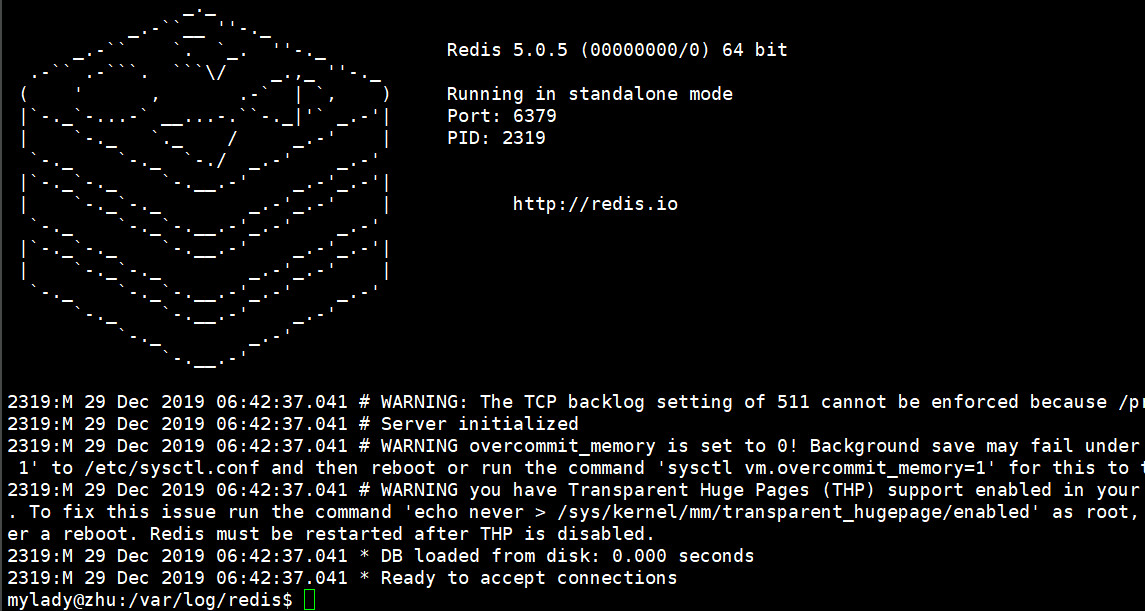 Redis 5.0.5 (00000000/0) 64 bit
Running in standalone mode
Port: 6379
PID: 2319
http://redis.io
2319:M 29 Dec 2019 06:42:37.041 # WARNING: The TCP backlog setting of 511 cannot be enforced because /pr
2319:M 29 Dec 2019 06:42:37.041 # Server initialized
2319:M 29 Dec 2019 06:42:37.041 # WARNING overcommit_memory is set to 0! Background save may fail under
1' to /etc/sysctl.conf and then reboot or run the command 'sysctl vm.overcommit_memory=1' for this to t
2319:M 29 Dec 2019 06:42:37.041 # WARNING you have Transparent Huge Pages (THP) support enabled in your
. To fix this issue run the command 'echo never > /sys/kernel/mm/transparent_hugepage/enabled' as root,
er a reboot. Redis must be restarted after THP is disabled.
2319:M 29 Dec 2019 06:42:37.041 * DB loaded from disk: 0.000 seconds
2319:M 29 Dec 2019 06:42:37.041 * Ready to accept connections
mylady@zhu:/var/log/redis$